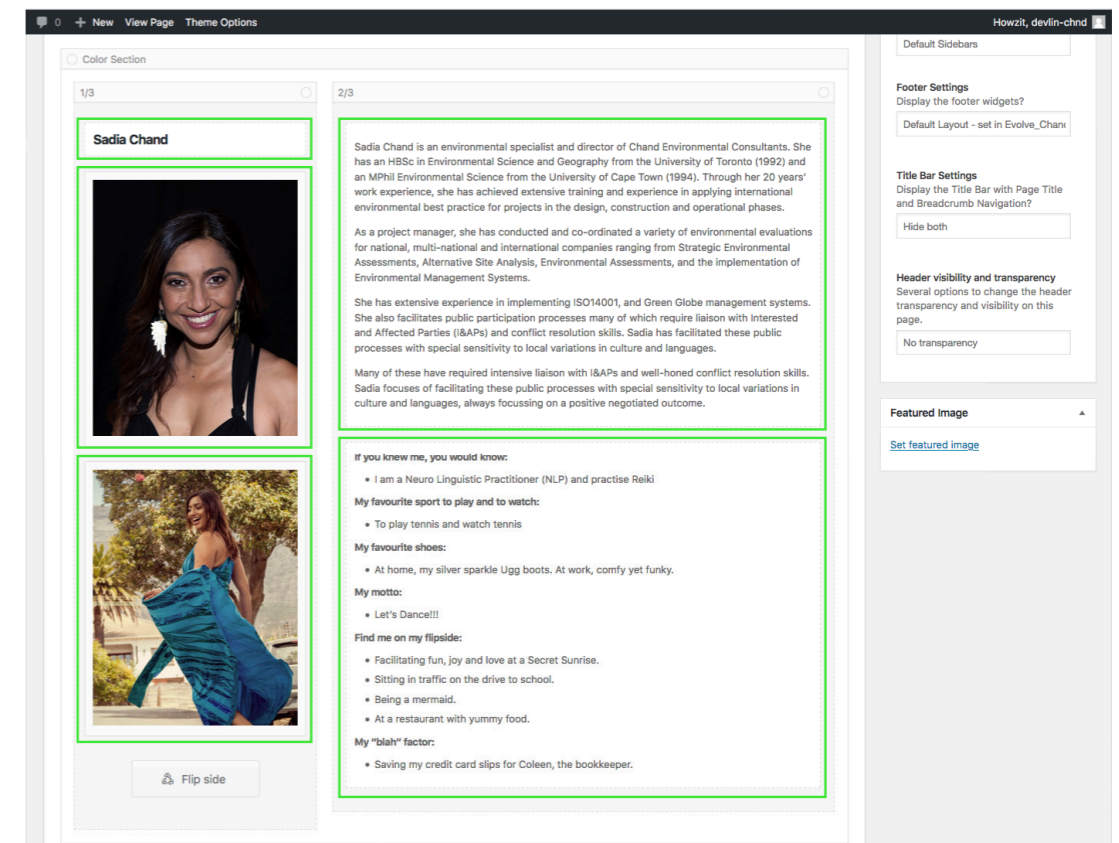 0 + New View Page Theme Options
Howzit, devlin-chnd
Color Section
1/3
Sadia Chand
Flip side
2/3
Sadia Chand is an environmental specialist and director of Chand Environmental Consultants. She
has an HBSc in Environmental Science and Geography from the University of Toronto (1992) and
an MPhil Environmental Science from the University of Cape Town (1994). Through her 20 years'
work experience, she has achieved extensive training and experience in applying international
environmental best practice for projects in the design, construction and operational phases.
As a project manager, she has conducted and co-ordinated a variety of environmental evaluations
for national, multi-national and international companies ranging from Strategic Environmental
Assessments, Alternative Site Analysis, Environmental Assessments, and the implementation of
Environmental Management Systems.
She has extensive experience in implementing ISO14001, and Green Globe management systems.
She also facilitates public participation processes many of which require liaison with Interested
and Affected Parties (I&APs) and conflict resolution skills. Sadia has facilitated these public
processes with special sensitivity to local variations in culture and languages.
Many of these have required intensive liaison with I&APs and well-honed conflict resolution skills.
Sadia focuses of facilitating these public processes with special sensitivity to local variations in
culture and languages, always focussing on a positive negotiated outcome.
If you knew me, you would know:
• I am a Neuro Linguistic Practitioner (NLP) and practise Reiki
My favourite sport to play and to watch:
• To play tennis and watch tennis
My favourite shoes:
• At home, my silver sparkle Ugg boots. At work, comfy yet funky.
My motto:
• Let's Dance!!!
Find me on my flipside:
• Facilitating fun, joy and love at a Secret Sunrise.
• Sitting in traffic on the drive to school.
• Being a mermaid.
• At a restaurant with yummy food.
My "blah" factor:
• Saving my credit card slips for Coleen, the bookkeeper.
Default Sidebars
Footer Settings
Display the footer widgets?
Default Layout - set in Evolve_Chand
Title Bar Settings
Display the Title Bar with Page Title
and Breadcrumb Navigation?
Hide both
Header visibility and transparency
Several options to change the header
transparency and visibility on this
page.
No transparency
Featured Image
Set featured image